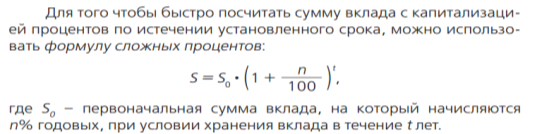 Для того чтобы быстро посчитать сумму вклада с капитализаци-
ей процентов по истечении установленного срока, можно использо-
вать формулу сложных процентов:
S = S₀ • (1 + n/100)ᵗ,
где S₀ – первоначальная сумма вклада, на который начисляются
n% годовых, при условии хранения вклада в течение t лет.